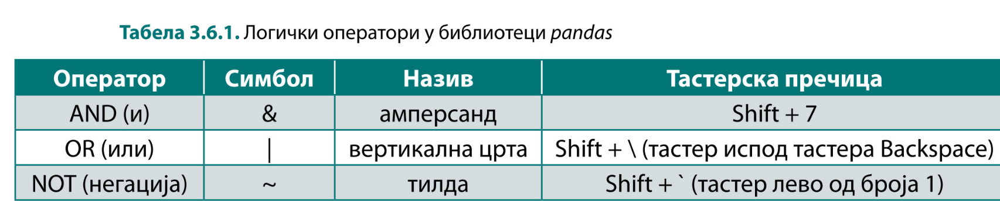 Табела 3.6.1. Логички оператори у библиотеци pandas
Оператор Симбол Назив Тастерска пречица
AND (и) & амперсанд Shift + 7
OR (или) | вертикална црта Shift + \ (тастер испод тастера Backspace)
NOT (негација) ~ тилда Shift + ` (тастер лево од броја 1)